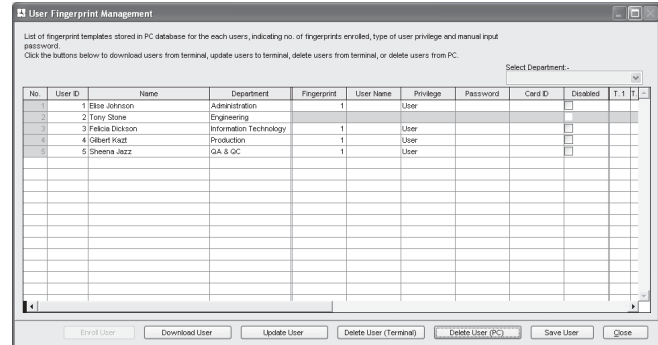 User Fingerprint Management
List of fingerprint templates stored in PC database for the each users, indicating no. of fingerprints enrolled, type of user privilege and manual input
password.
Click the buttons below to download users from terminal, update users to terminal, delete users from terminal, or delete users from PC.
Select Department:-
No. User ID Name Department Fingerprint User Name Privilege Password Card ID Disabled T. 1 T.
1 1 Elise Johnson Administration 1 User
2 2 Tony Stone Engineering
3 3 Felicia Dickson Information Technology 1 User
4 4 Gilbert Kazt Production 1 User
5 5 Sheena Jazz QA & QC 1 User
Enroll User Download User Update User Delete User (Terminal) Delete User (PC) Save User Close